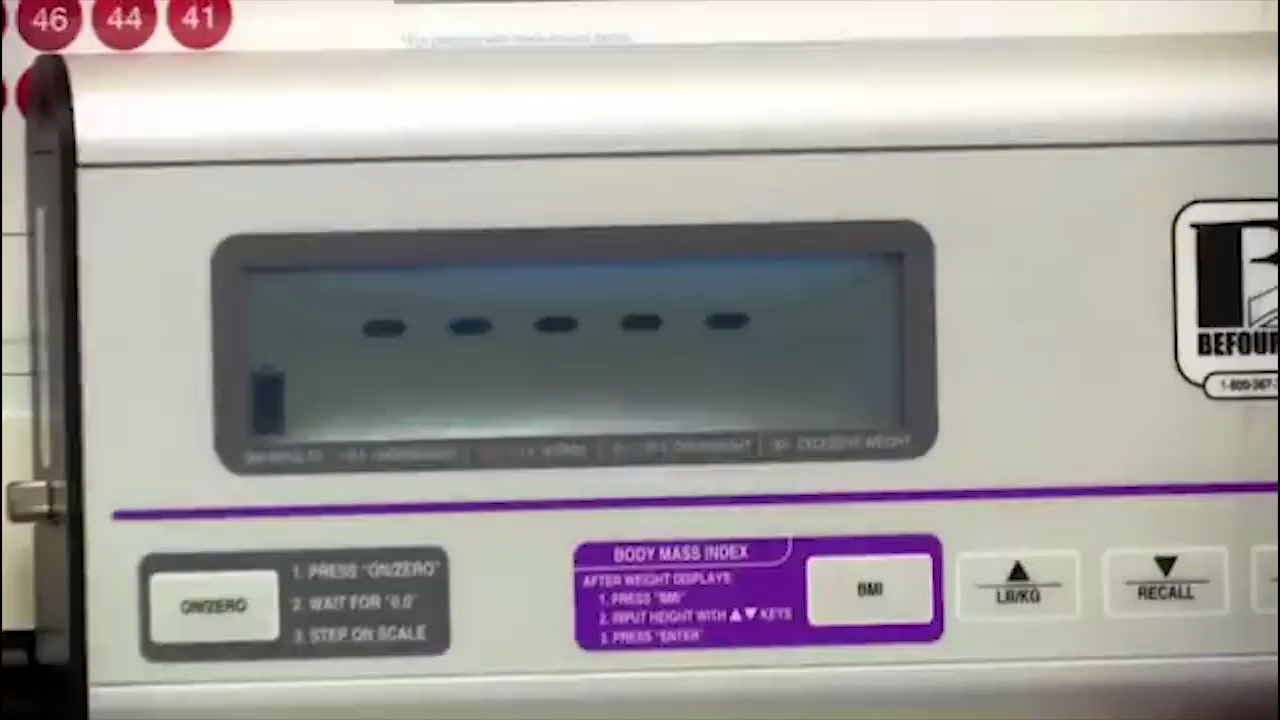 46 44 41
- - - - -
EXCESSIVE WEIGHT
BEFOUR
1-800-367-
ON/ZERO
1. PRESS "ON/ZERO"
2. WAIT FOR "0.0"
3. STEP ON SCALE
BODY MASS INDEX
AFTER WEIGHT DISPLAYS:
1. PRESS "BMI"
2. INPUT HEIGHT WITH ▲▼ KEYS
3. PRESS "ENTER"
BMI
▲
LB/KG
▼
RECALL